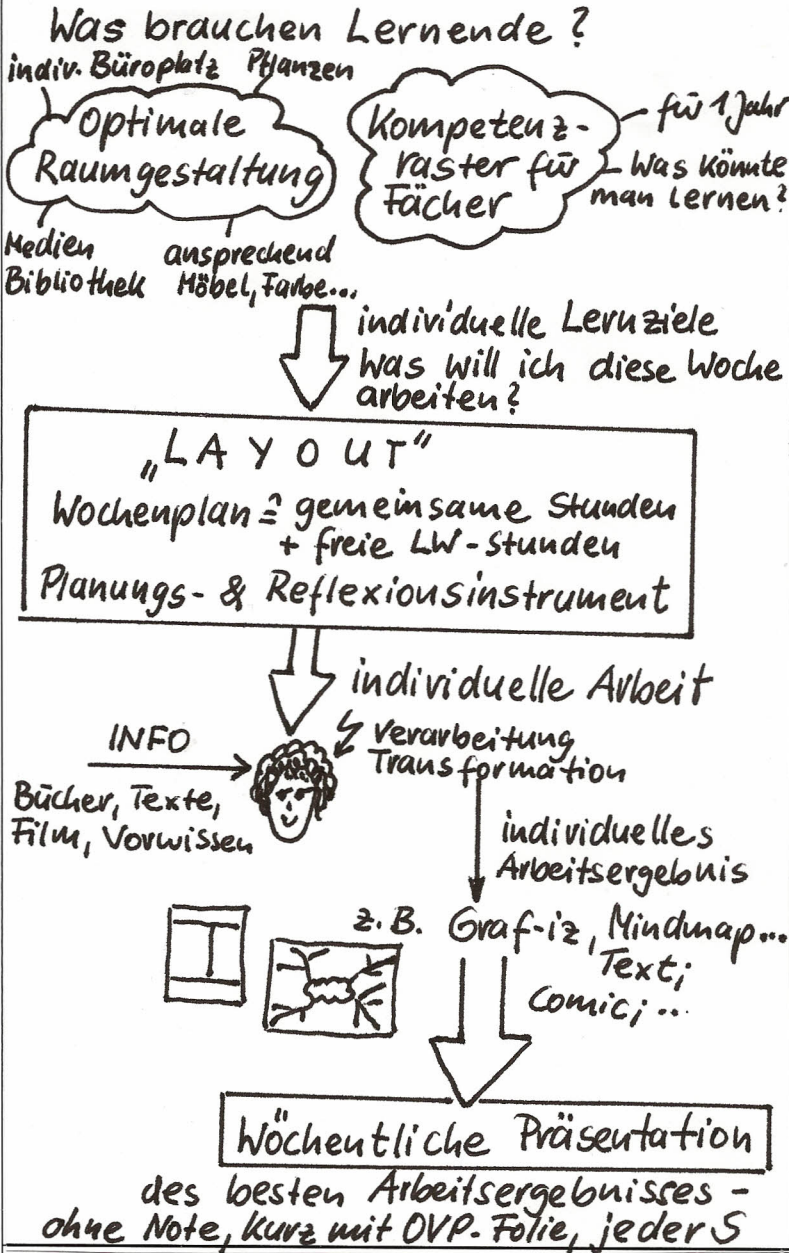 Was brauchen Lernende?
indiv. Büroplatz Pflanzen
Optimale
Raumgestaltung
Medien
Bibliothek
ansprechend
Möbel, Farbe...
Kompetenz-
raster für
Fächer
für 1 Jahr
Was könnte
man lernen?
individuelle Lernziele
Was will ich diese Woche
arbeiten?
„LAYOUT"
Wochenplan ≙ gemeinsame Stunden
+ freie LW-Stunden
Planungs- & Reflexionsinstrument
individuelle Arbeit
INFO
Bücher, Texte,
Film, Vorwissen
Verarbeitung
Transformation
individuelles
Arbeitsergebnis
z.B. Graf-iz, Mindmap...
Text;
Comic; ...
Wöchentliche Präsentation
des besten Arbeitsergebnisses -
ohne Note, kurz mit OVP-Folie, jeder S